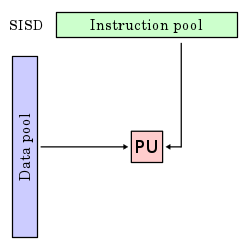 SISD
Instruction pool
Data pool
PU